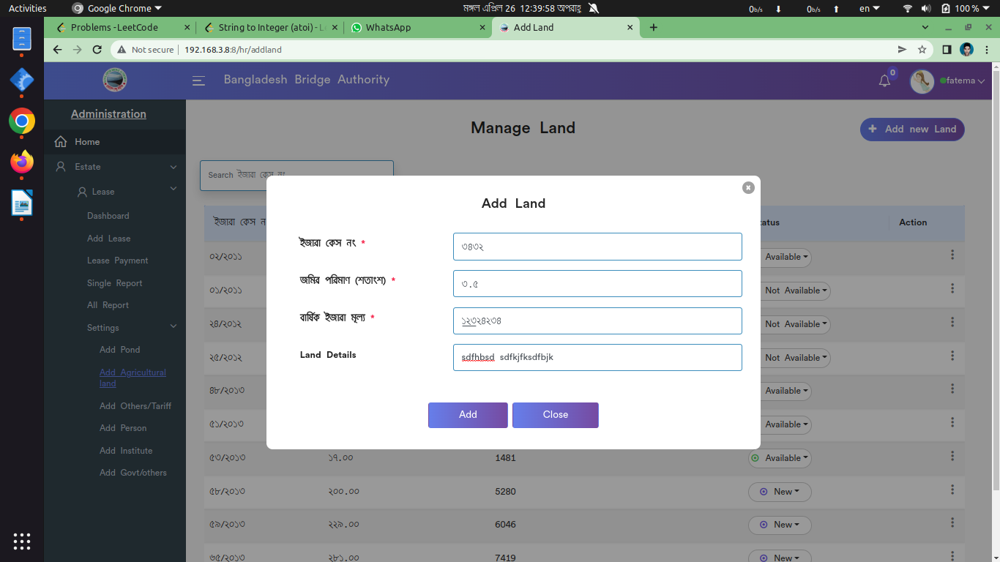 Activities Google Chrome মঙ্গল এপ্রিল 26 12:39:58 অপরাহ্ণ 0b/s 0b/s en 100 %
Problems - LeetCode String to Integer (atoi) - Le WhatsApp Add Land
Not secure 192.168.3.8:8/hr/addland
Bangladesh Bridge Authority 0 fatema
Administration
Home
Estate
Lease
Dashboard
Add Lease
Lease Payment
Single Report
All Report
Settings
Add Pond
Add Agricultural
land
Add Others/Tariff
Add Person
Add Institute
Add Govt/others
Manage Land
Add new Land
Search ইজারা কেস নং
Add Land
ইজারা কেস নং * ৩৪৩২
জমির পরিমাণ (শতাংশ) * ৩.৫
বার্ষিক ইজারা মূল্য * ১২৩২৪২৩৪
Land Details sdfhbsd sdfkjfksdfbjk
Add Close
ইজারা কেস ন tatus Action
০২/২০১১ Available
০১/২০১১ Not Available
২৪/২০১২ Not Available
২৫/২০১২ Not Available
৪৮/২০১৩ Available
৫১/২০১৩ Available
৫৩/২০১৩ ১৭.০০ 1481 Available
৫৮/২০১৩ ২০০.০০ 5280 New
৫৯/২০১৩ ২২৯.০০ 6046 New
৬৫/২০১৩ ২৮১.০০ 7419 New